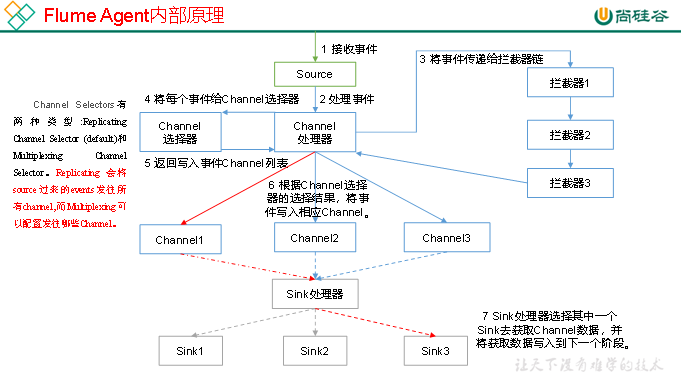 Flume Agent内部原理
尚硅谷
1 接收事件
Source
3 将事件传递给拦截器链
拦截器1
4 将每个事件给Channel选择器
2 处理事件
Channel Selectors有
两种类型:Replicating
Channel Selector (default)和
Multiplexing Channel
Selector。Replicating 会将
source过来的events发往所
有channel,而Multiplexing可
以配置发往哪些Channel。
Channel
选择器
Channel
处理器
拦截器2
5 返回写入事件Channel 列表
拦截器3
6 根据Channel选择
器的选择结果，将事
件写入相应Channel。
Channel1
Channel2
Channel3
Sink处理器
7 Sink处理器选择其中一个
Sink去获取Channel数据，并
将获取数据写入到下一个阶段。
Sink1
Sink2
Sink3
让天下没有难学的技术